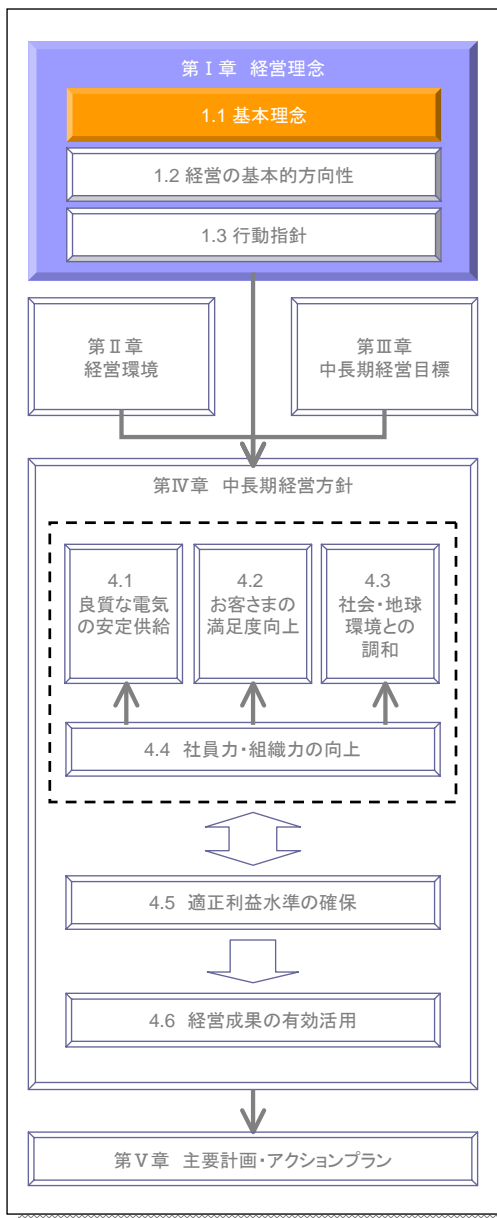 第Ⅰ章 経営理念
1.1 基本理念
1.2 経営の基本的方向性
1.3 行動指針
第Ⅱ章
経営環境
第Ⅲ章
中長期経営目標
第Ⅳ章 中長期経営方針
4.1
良質な電気
の安定供給
4.2
お客さまの
満足度向上
4.3
社会・地球
環境との
調和
4.4 社員力・組織力の向上
4.5 適正利益水準の確保
4.6 経営成果の有効活用
第Ⅴ章 主要計画・アクションプラン